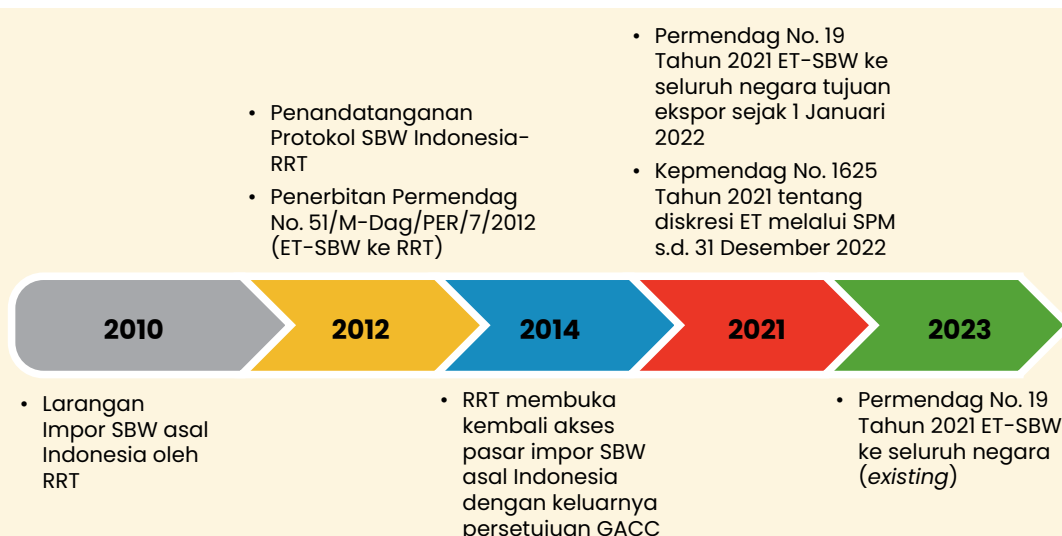 • Permendag No. 19
Tahun 2021 ET-SBW ke
seluruh negara tujuan
ekspor sejak 1 Januari
2022
• Kepmendag No. 1625
Tahun 2021 tentang
diskresi ET melalui SPM
s.d. 31 Desember 2022
• Penandatanganan
Protokol SBW Indonesia-
RRT
• Penerbitan Permendag
No. 51/M-Dag/PER/7/2012
(ET-SBW ke RRT)
2010
2012
2014
2021
2023
• Larangan
Impor SBW asal
Indonesia oleh
RRT
• RRT membuka
kembali akses
pasar impor SBW
asal Indonesia
dengan keluarnya
persetujuan GACC
• Permendag No. 19
Tahun 2021 ET-SBW
ke seluruh negara
(existing)